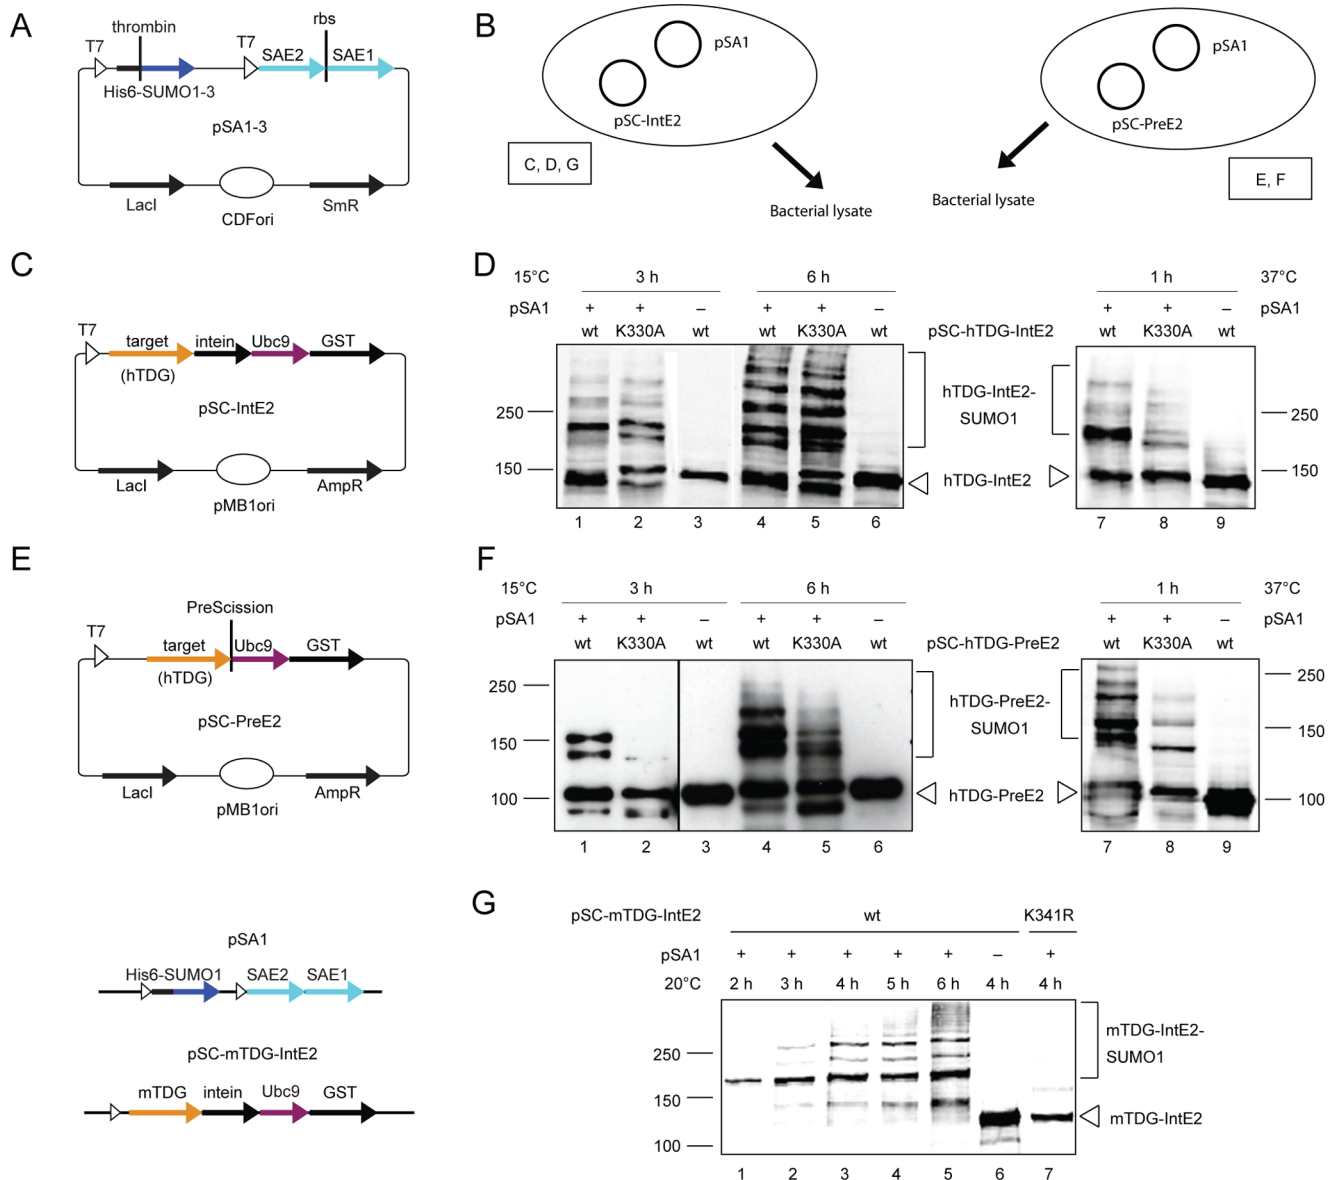 A
thrombin
rbs
T7
T7
SAE2
SAE1
His6-SUMO1-3
pSA1-3
LacI
CDFori
SmR
B
pSA1
pSC-IntE2
C, D, G
Bacterial lysate
pSA1
pSC-PreE2
E, F
Bacterial lysate
C
T7
target
intein
Ubc9
GST
(hTDG)
pSC-IntE2
LacI
pMB1ori
AmpR
D
15°C 3 h 6 h 1 h 37°C
pSA1 + + – + + – + + – pSA1
wt K330A wt wt K330A wt pSC-hTDG-IntE2 wt K330A wt
250
150
hTDG-IntE2-
SUMO1
hTDG-IntE2
250
150
1 2 3 4 5 6 7 8 9
E
PreScission
T7
target
Ubc9
GST
(hTDG)
pSC-PreE2
LacI
pMB1ori
AmpR
F
15°C 3 h 6 h 1 h 37°C
pSA1 + + – + + – + + – pSA1
wt K330A wt wt K330A wt pSC-hTDG-PreE2 wt K330A wt
250
150
100
hTDG-PreE2-
SUMO1
hTDG-PreE2
250
150
100
1 2 3 4 5 6 7 8 9
pSA1
His6-SUMO1 SAE2 SAE1
pSC-mTDG-IntE2
mTDG intein Ubc9 GST
G
pSC-mTDG-IntE2 wt K341R
pSA1 + + + + + – +
20°C 2 h 3 h 4 h 5 h 6 h 4 h 4 h
250
150
100
mTDG-IntE2-
SUMO1
mTDG-IntE2
1 2 3 4 5 6 7